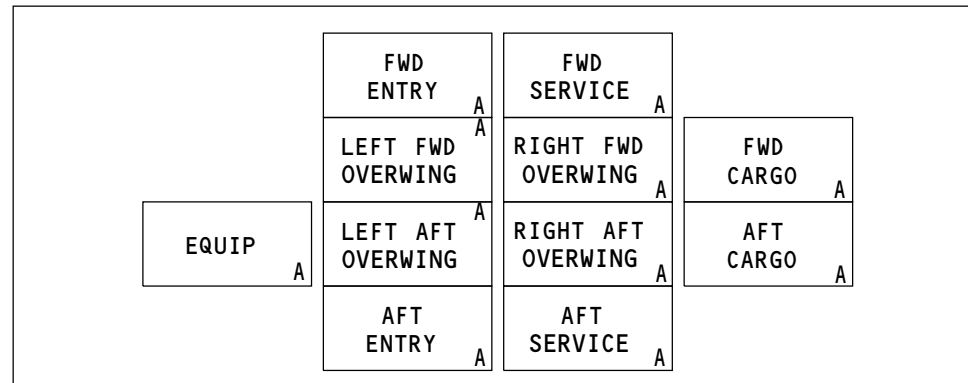 FWD
ENTRY A
FWD
SERVICE A
A
LEFT FWD
OVERWING
RIGHT FWD
OVERWING A
FWD
CARGO A
EQUIP A
A
LEFT AFT
OVERWING
RIGHT AFT
OVERWING A
AFT
CARGO A
AFT
ENTRY A
AFT
SERVICE A